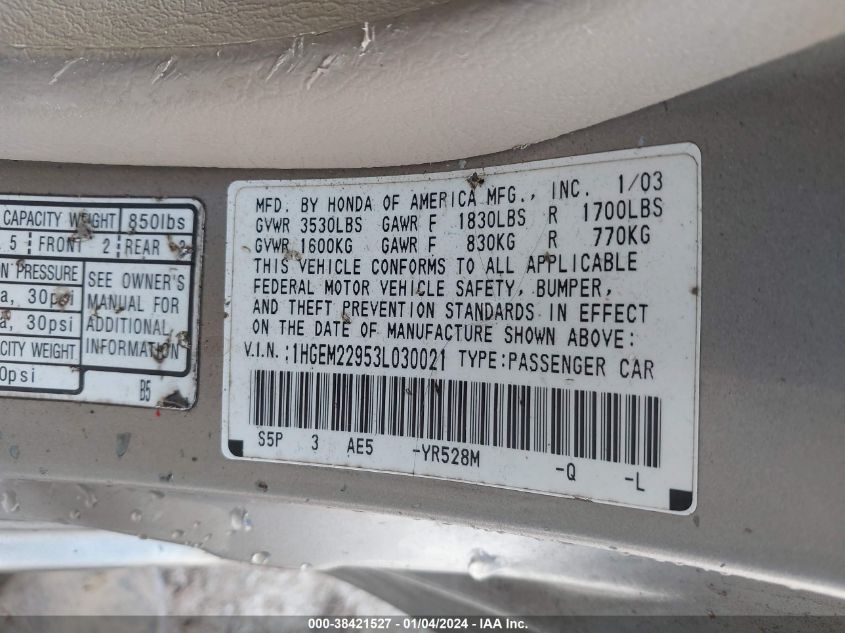 CAPACITY WEIGHT 850lbs
5 FRONT 2 REAR
PRESSURE
a, 30psi
a, 30psi
WEIGHT
0psi
SEE OWNER'S
MANUAL FOR
ADDITIONAL
INFORMATION
B5
MFD. BY HONDA OF AMERICA MFG., INC. 1/03
GVWR 3530LBS GAWR F 1830LBS R 1700LBS
GVWR 1600KG GAWR F 830KG R 770KG
THIS VEHICLE CONFORMS TO ALL APPLICABLE
FEDERAL MOTOR VEHICLE SAFETY, BUMPER,
AND THEFT PREVENTION STANDARDS IN EFFECT
ON THE DATE OF MANUFACTURE SHOWN ABOVE:
V.I.N.:1HGEM22953L030021 TYPE:PASSENGER CAR
S5P 3 AE5 -YR528M -Q -L
000-38421527 - 01/04/2024 - IAA Inc.